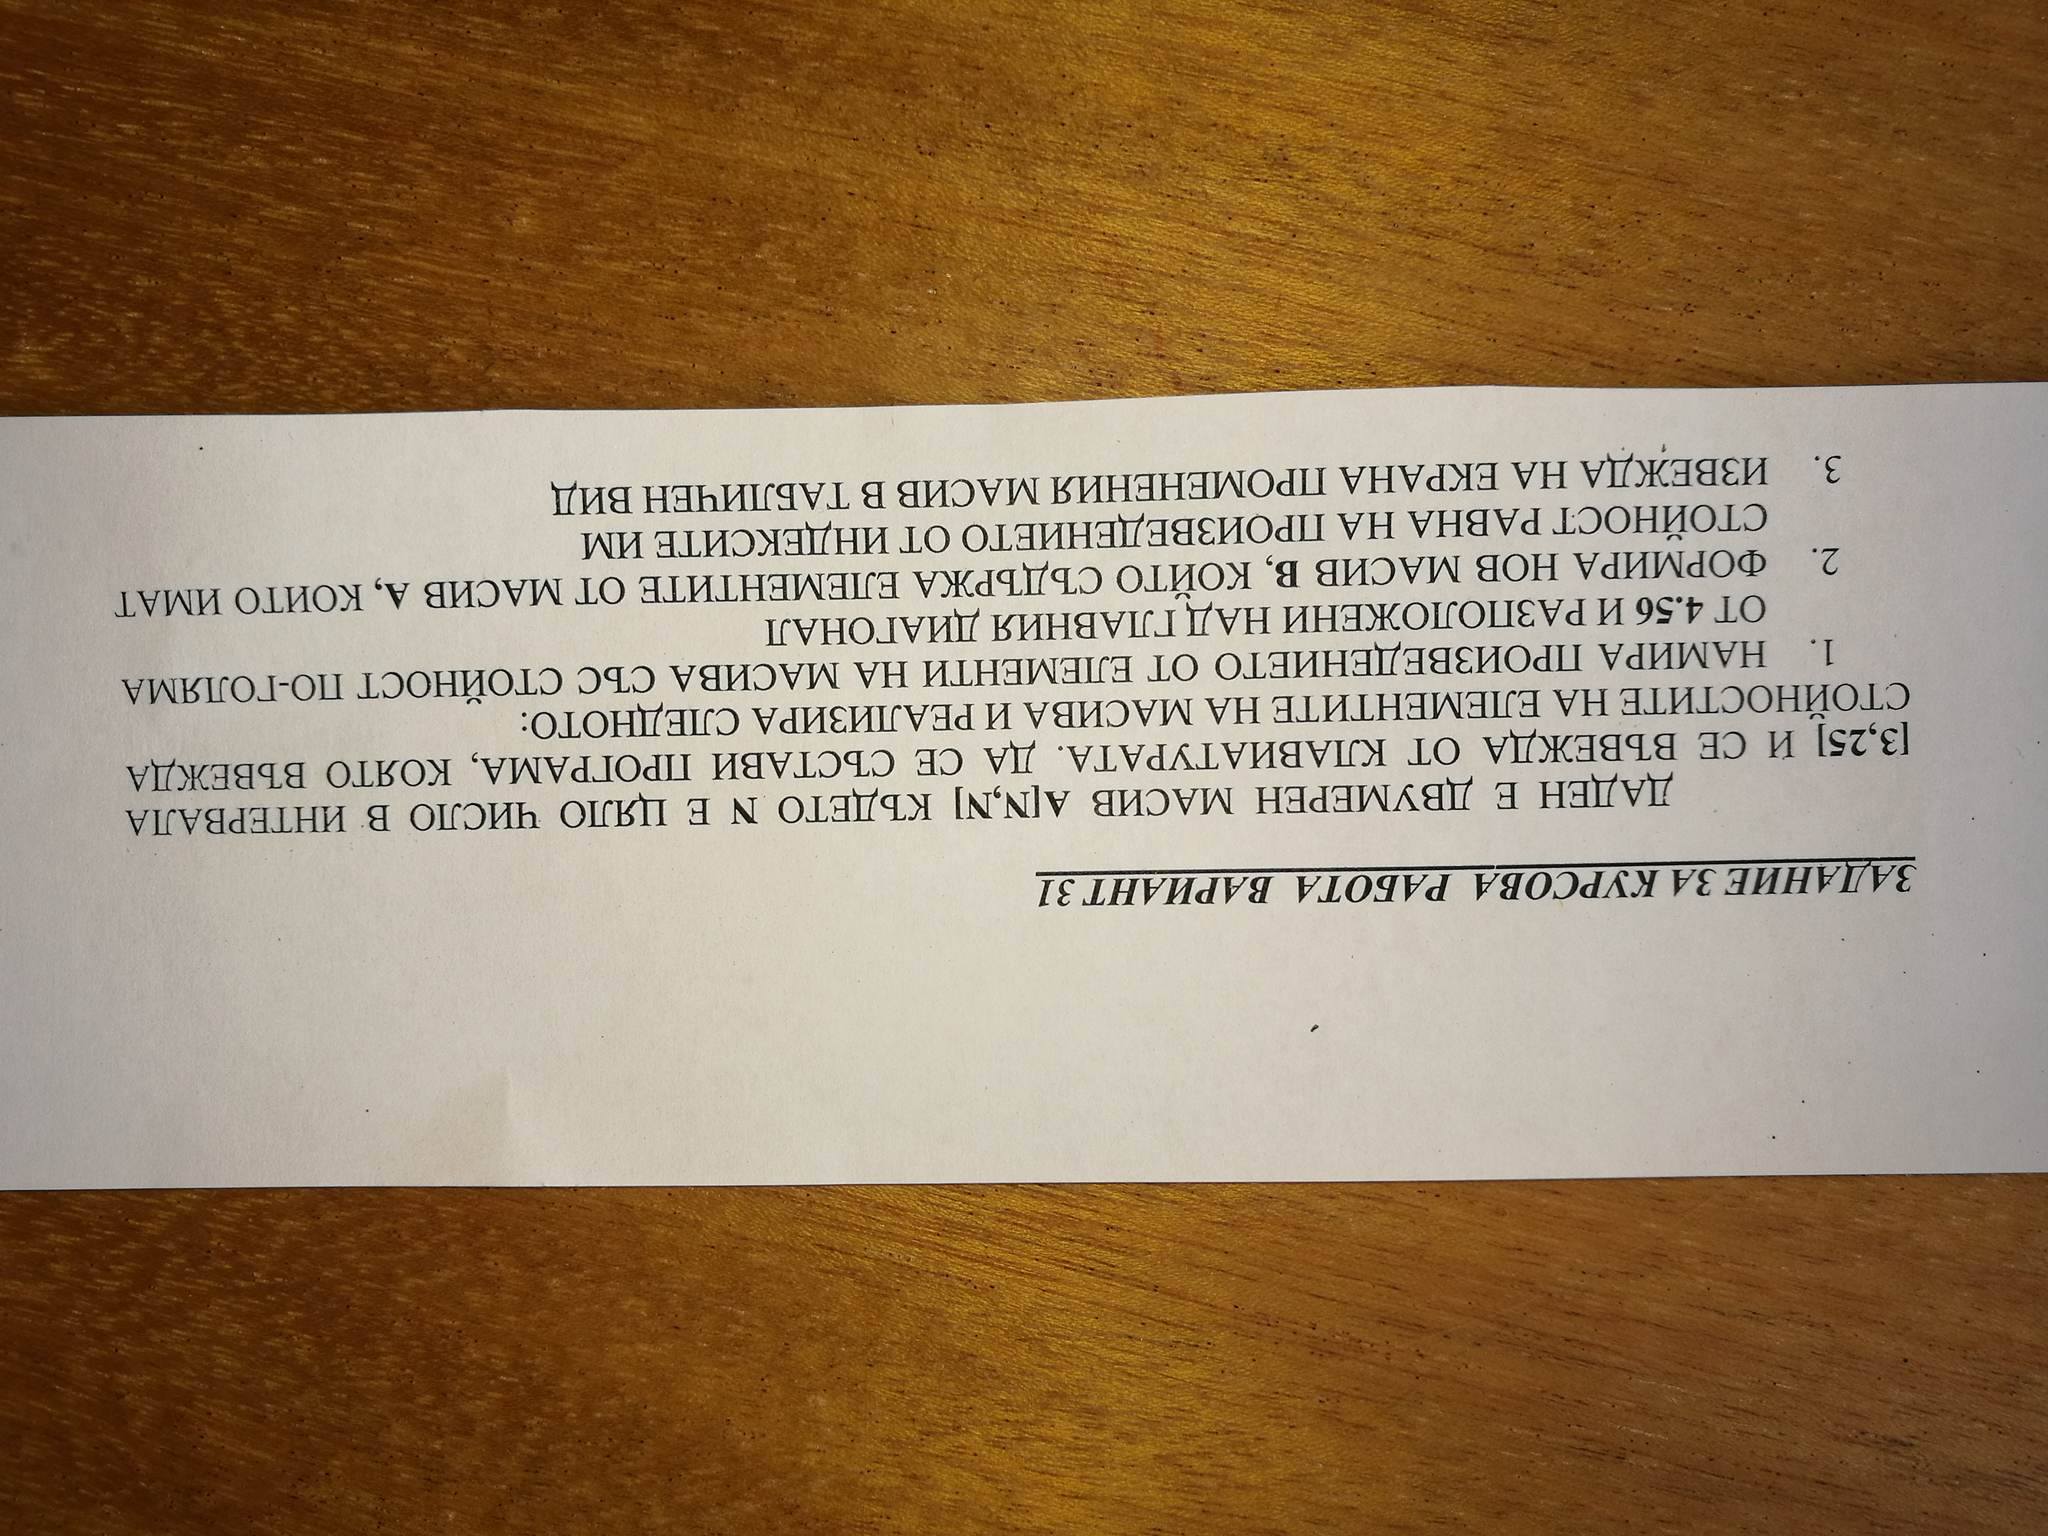 ЗАДАНИЕ ЗА КУРСОВА РАБОТА ВАРИАНТ 31
ДАДЕН Е ДВУМЕРЕН МАСИВ A[N,N] КЪДЕТО N Е ЦЯЛО ЧИСЛО В ИНТЕРВАЛА
[3,25] И СЕ ВЪВЕЖДА ОТ КЛАВИАТУРАТА. ДА СЕ СЪСТАВИ ПРОГРАМА, КОЯТО ВЪВЕЖДА
СТОЙНОСТИТЕ НА ЕЛЕМЕНТИТЕ НА МАСИВА И РЕАЛИЗИРА СЛЕДНОТО:
1. НАМИРА ПРОИЗВЕДЕНИЕТО ОТ ЕЛЕМЕНТИ НА МАСИВА СЪС СТОЙНОСТ ПО-ГОЛЯМА
ОТ 4.56 И РАЗПОЛОЖЕНИ НАД ГЛАВНИЯ ДИАГОНАЛ
2. ФОРМИРА НОВ МАСИВ B, КОЙТО СЪДЪРЖА ЕЛЕМЕНТИТЕ ОТ МАСИВ A, КОИТО ИМАТ
СТОЙНОСТ РАВНА НА ПРОИЗВЕДЕНИЕТО ОТ ИНДЕКСИТЕ ИМ
3. ИЗВЕЖДА НА ЕКРАНА ПРОМЕНЕНИЯ МАСИВ В ТАБЛИЧЕН ВИД